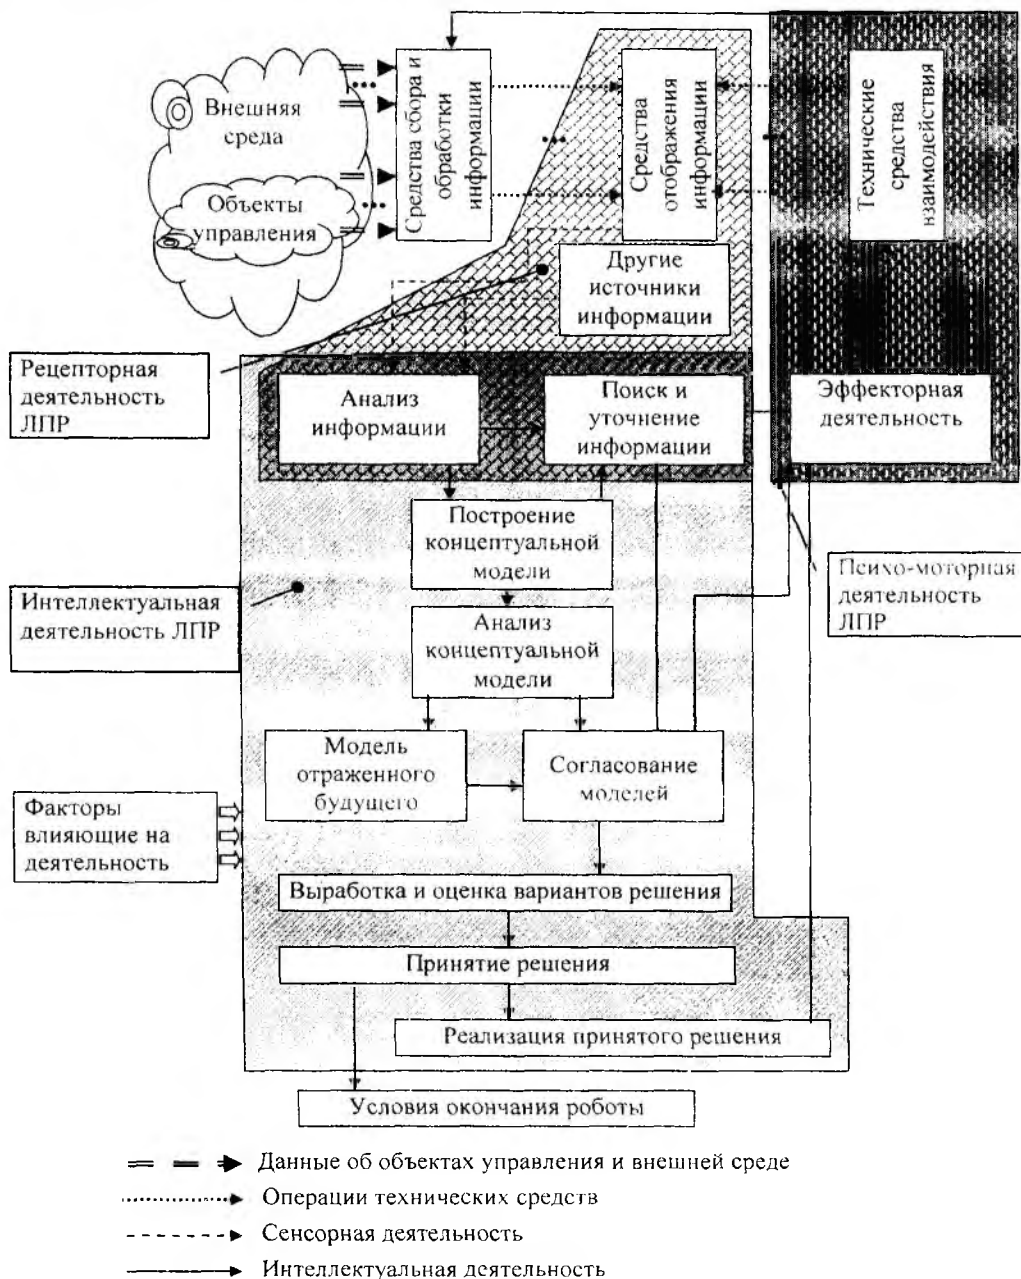 Внешняя
среда
Объекты
управления
Средства сбора и
обработки
информации
Средства
отображения
информации
Технические
средства
взаимодействия
Другие
источники
информации
Рецепторная
деятельность
ЛПР
Анализ
информации
Поиск и
уточнение
информации
Эффекторная
деятельность
Построение
концептуальной
модели
Психо-моторная
деятельность
ЛПР
Интеллектуальная
деятельность ЛПР
Анализ
концептуальной
модели
Модель
отраженного
будущего
Согласование
моделей
Факторы
влияющие на
деятельность
Выработка и оценка вариантов решения
Принятие решения
Реализация принятого решения
Условия окончания роботы
Данные об объектах управления и внешней среде
Операции технических средств
Сенсорная деятельность
Интеллектуальная деятельность